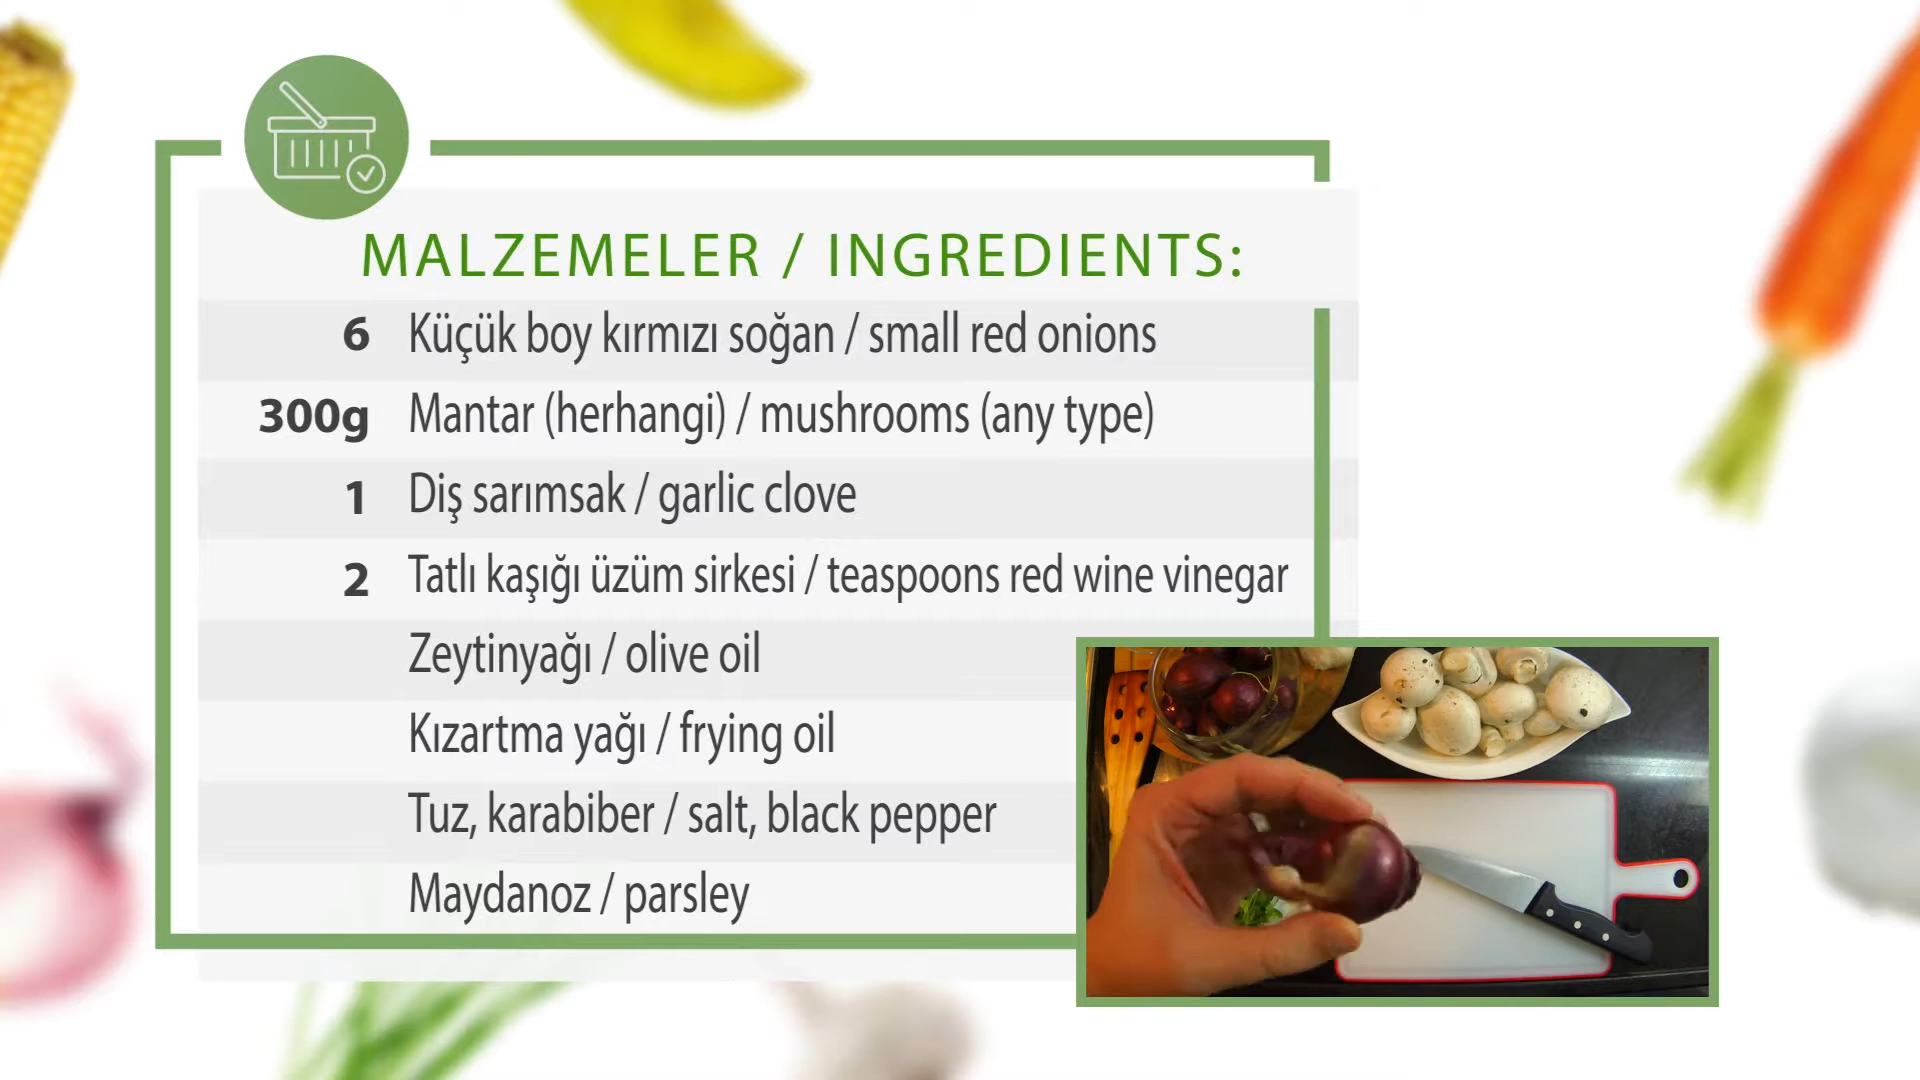 MALZEMELER / INGREDIENTS:
6 Küçük boy kırmızı soğan / small red onions
300g Mantar (herhangi) / mushrooms (any type)
1 Diş sarımsak / garlic clove
2 Tatlı kaşığı üzüm sirkesi / teaspoons red wine vinegar
Zeytinyağı / olive oil
Kızartma yağı / frying oil
Tuz, karabiber / salt, black pepper
Maydanoz / parsley